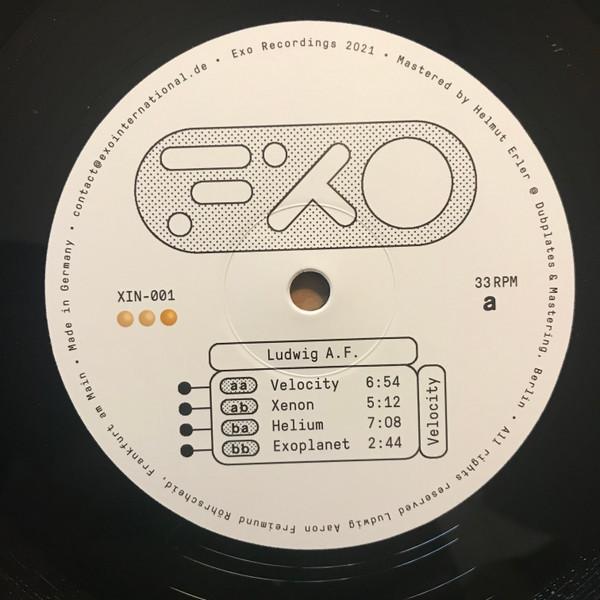 Exo Recordings 2021 • Mastered by Helmut Erler @ Dubplates & Mastering, Berlin • All rights reserved Ludwig Aaron Freimund Röhrscheid, Frankfurt am Main • Made in Germany • contact@exointernational.de •
EXO
XIN-001
33 RPM
a
Ludwig A.F.
aa Velocity 6:54
ab Xenon 5:12
ba Helium 7:08
bb Exoplanet 2:44
Velocity